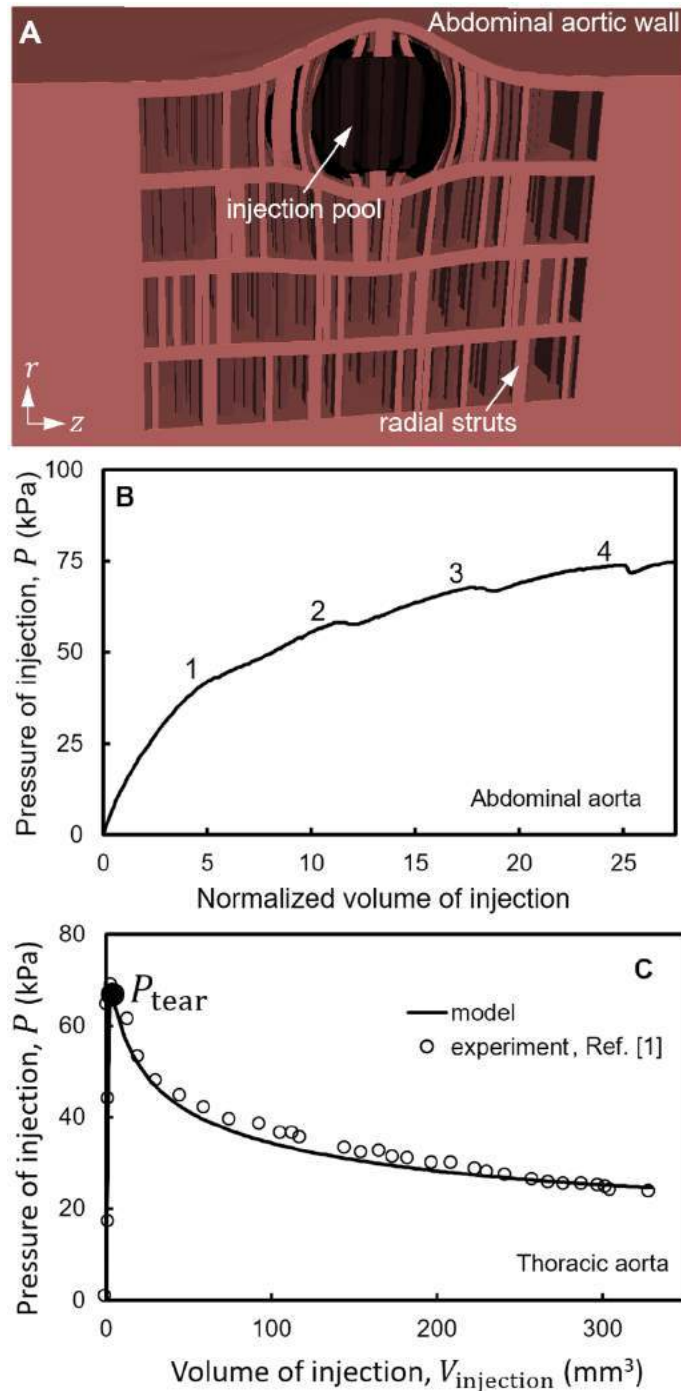 A
Abdominal aortic wall
injection pool
radial struts
r
z
B
Pressure of injection, P (kPa)
100
75
50
25
0
1
2
3
4
Abdominal aorta
0 5 10 15 20 25
Normalized volume of injection
C
Pressure of injection, P (kPa)
80
60
40
20
0
P_tear
model
experiment, Ref. [1]
Thoracic aorta
0 100 200 300
Volume of injection, V_injection (mm³)